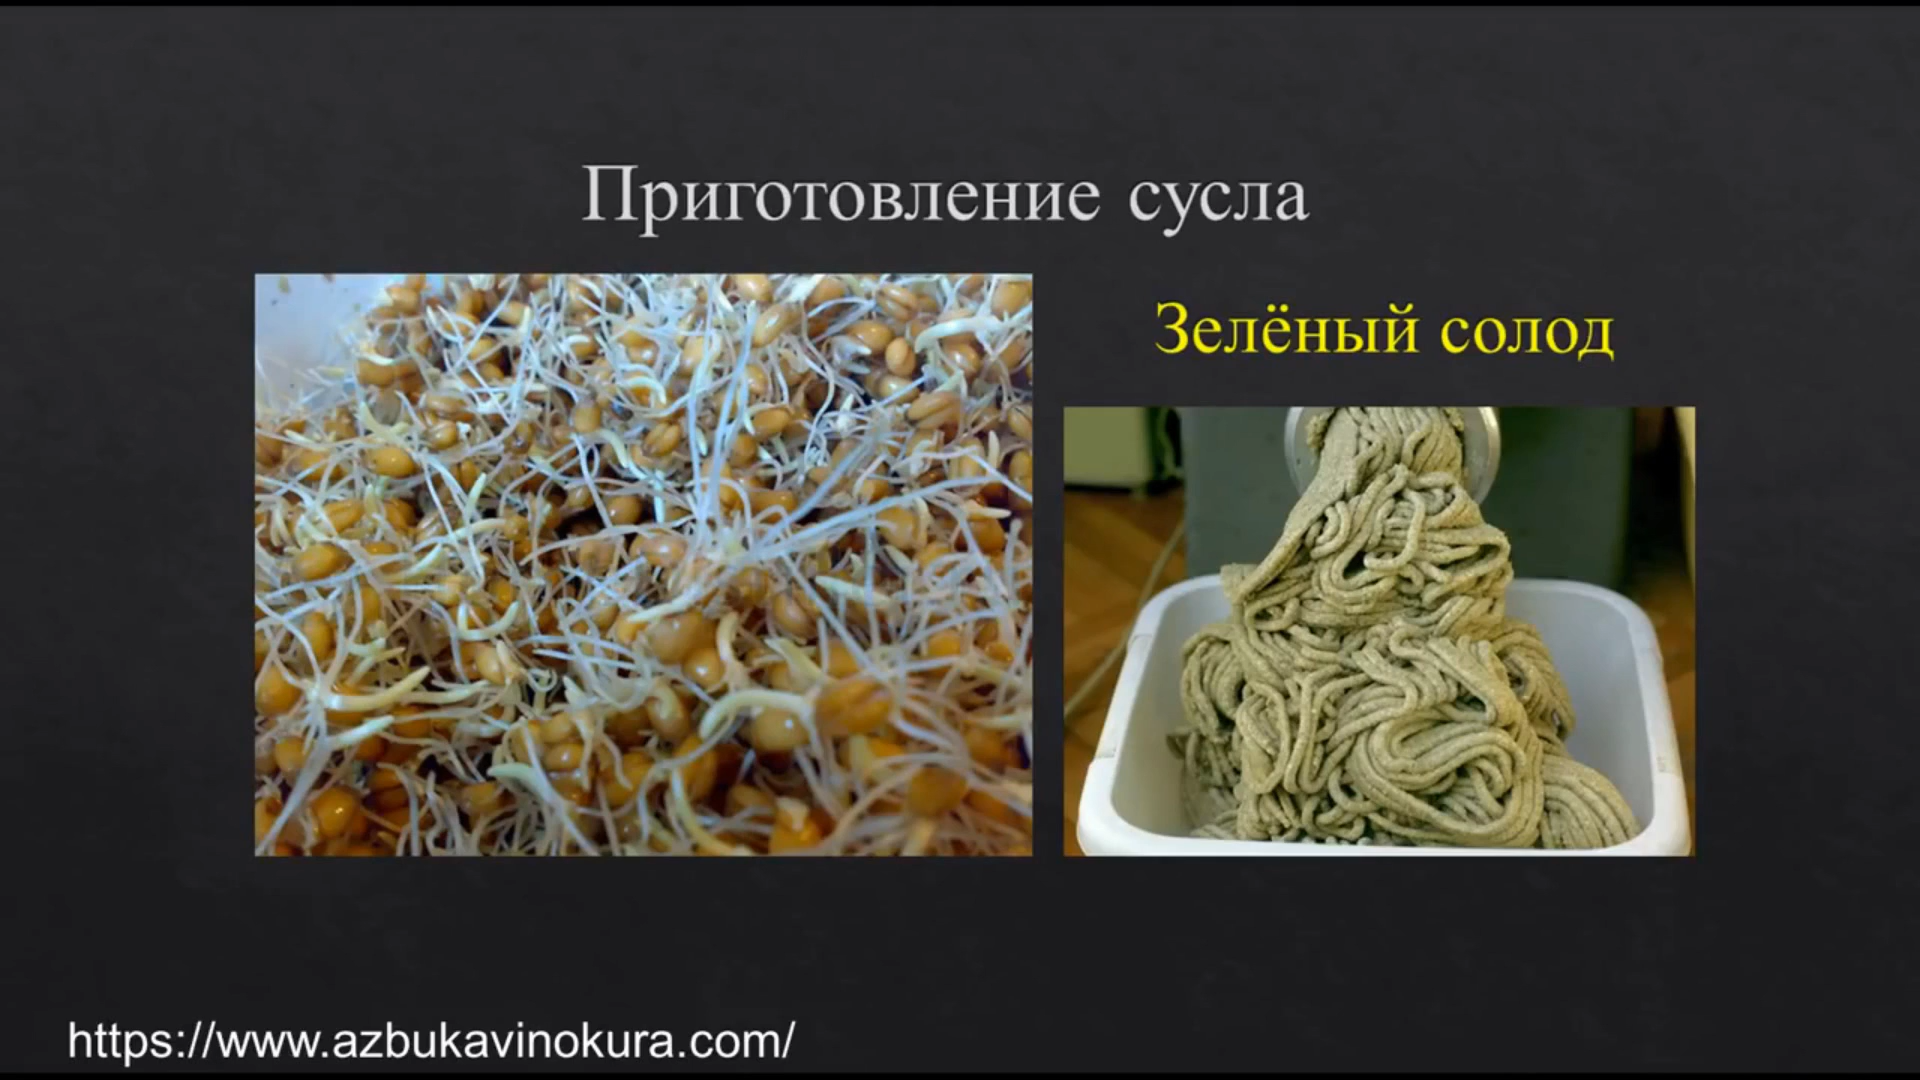 Приготовление сусла
Зелёный солод
https://www.azbukavinokura.com/